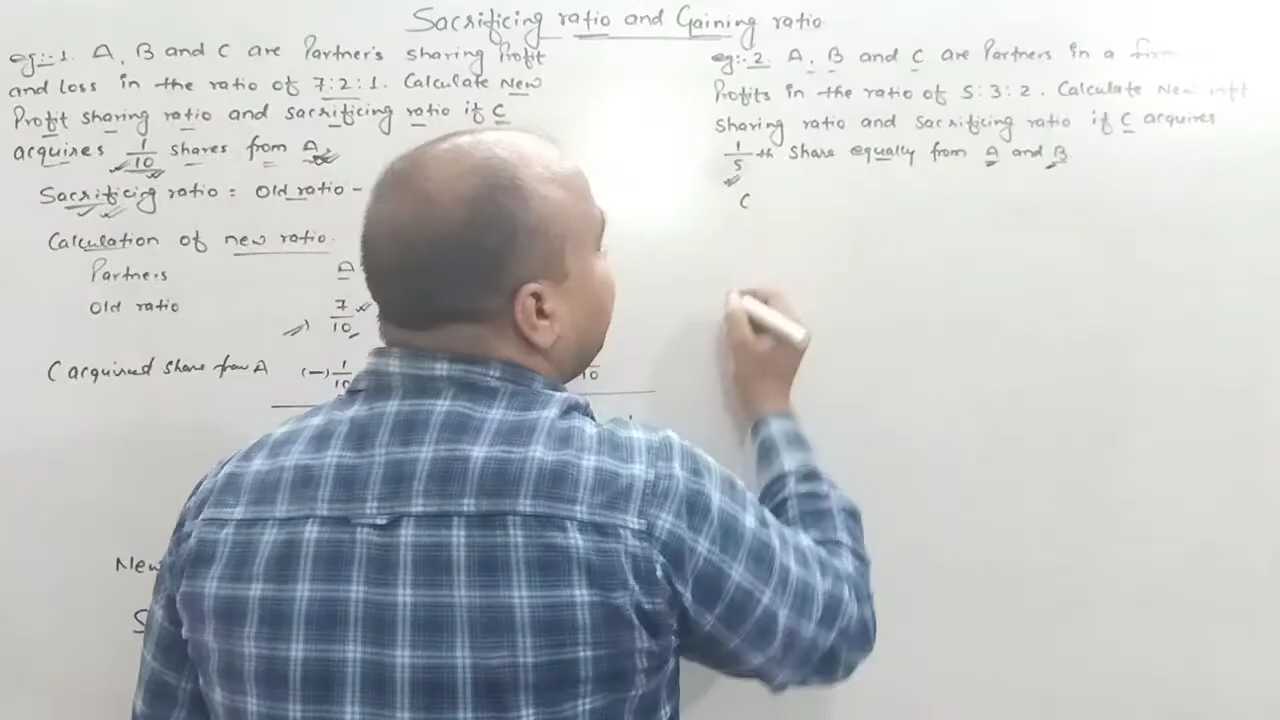 Sacrificing ratio and Gaining ratio
eg:-1. A, B and C are Partners sharing Profit
and loss in the ratio of 7:2:1. Calculate New
Profit sharing ratio and sacrificing ratio if C
acquires 1/10 shares from A.
Sacrificing ratio = Old ratio -
Calculation of new ratio.
Partners A
Old ratio 7/10
C acquired share from A (-) 1/10 10
New
S
eg:-2. A, B and C are Partners in a firm
Profits in the ratio of 5:3:2. Calculate New
Sharing ratio and Sacrificing ratio if C acquires
1/5 th share equally from A and B
C